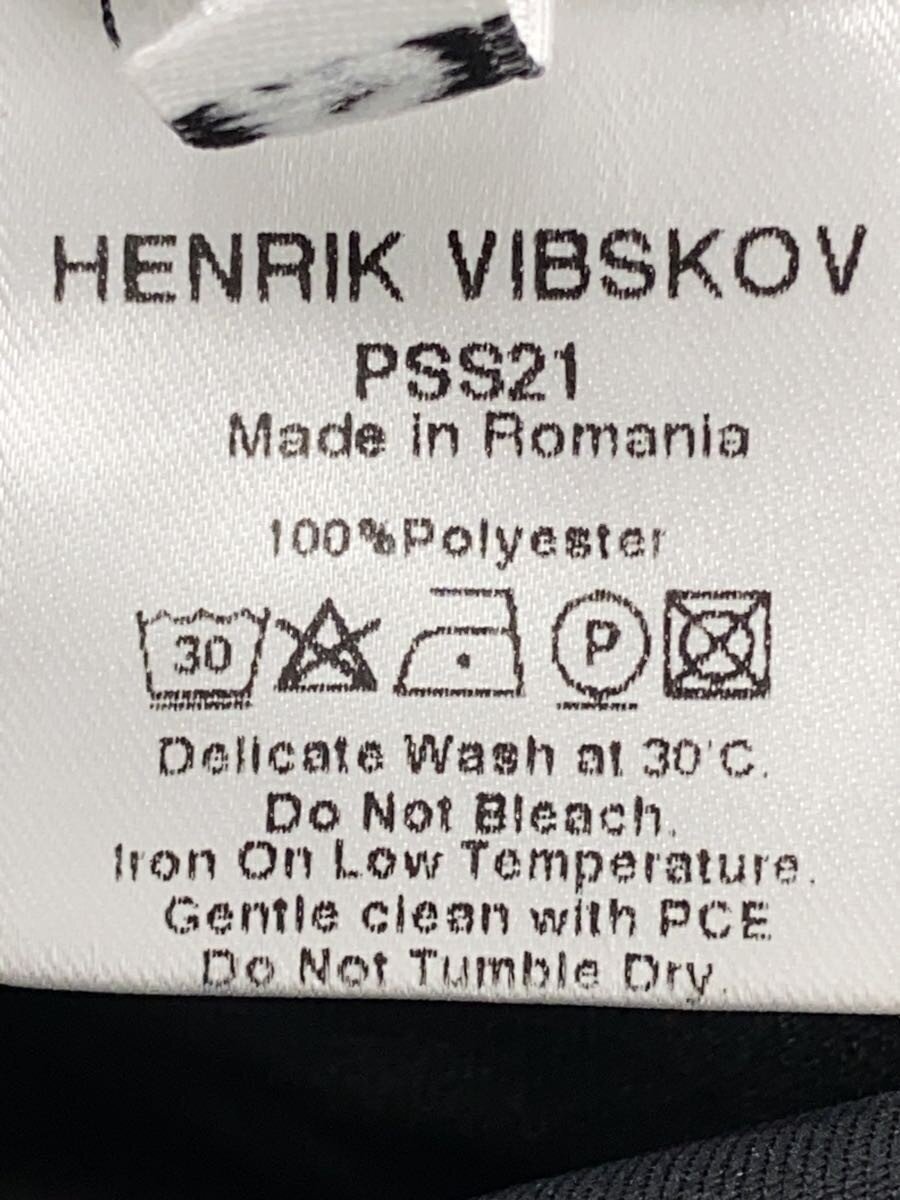 HENRIK VIBSKOV
PSS21
Made in Romania
100%Polyester
30 P
Delicate Wash at 30°C.
Do Not Bleach.
Iron On Low Temperature.
Gentle clean with PCE
Do Not Tumble Dry.